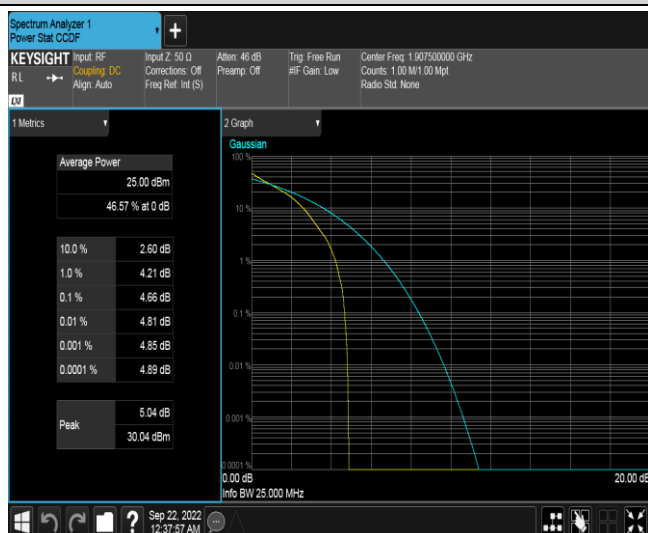 Spectrum Analyzer 1
Power Stat CCDF
+
KEYSIGHT
RL
LXI
Input: RF
Coupling: DC
Align: Auto
Input Z: 50 Ω
Corrections: Off
Freq Ref: Int (S)
Atten: 46 dB
Preamp: Off
Trig: Free Run
#IF Gain: Low
Center Freq: 1.907500000 GHz
Counts: 1.00 M/1.00 Mpt
Radio Std: None
1 Metrics
Average Power
25.00 dBm
46.57 % at 0 dB
10.0 % 2.60 dB
1.0 % 4.21 dB
0.1 % 4.66 dB
0.01 % 4.81 dB
0.001 % 4.85 dB
0.0001 % 4.89 dB
Peak
5.04 dB
30.04 dBm
2 Graph
Gaussian
100 %
10 %
1 %
0.1 %
0.01 %
0.001 %
0.0001 %
0.00 dB
20.00 dB
Info BW 25.000 MHz
?
Sep 22, 2022
12:37:57 AM